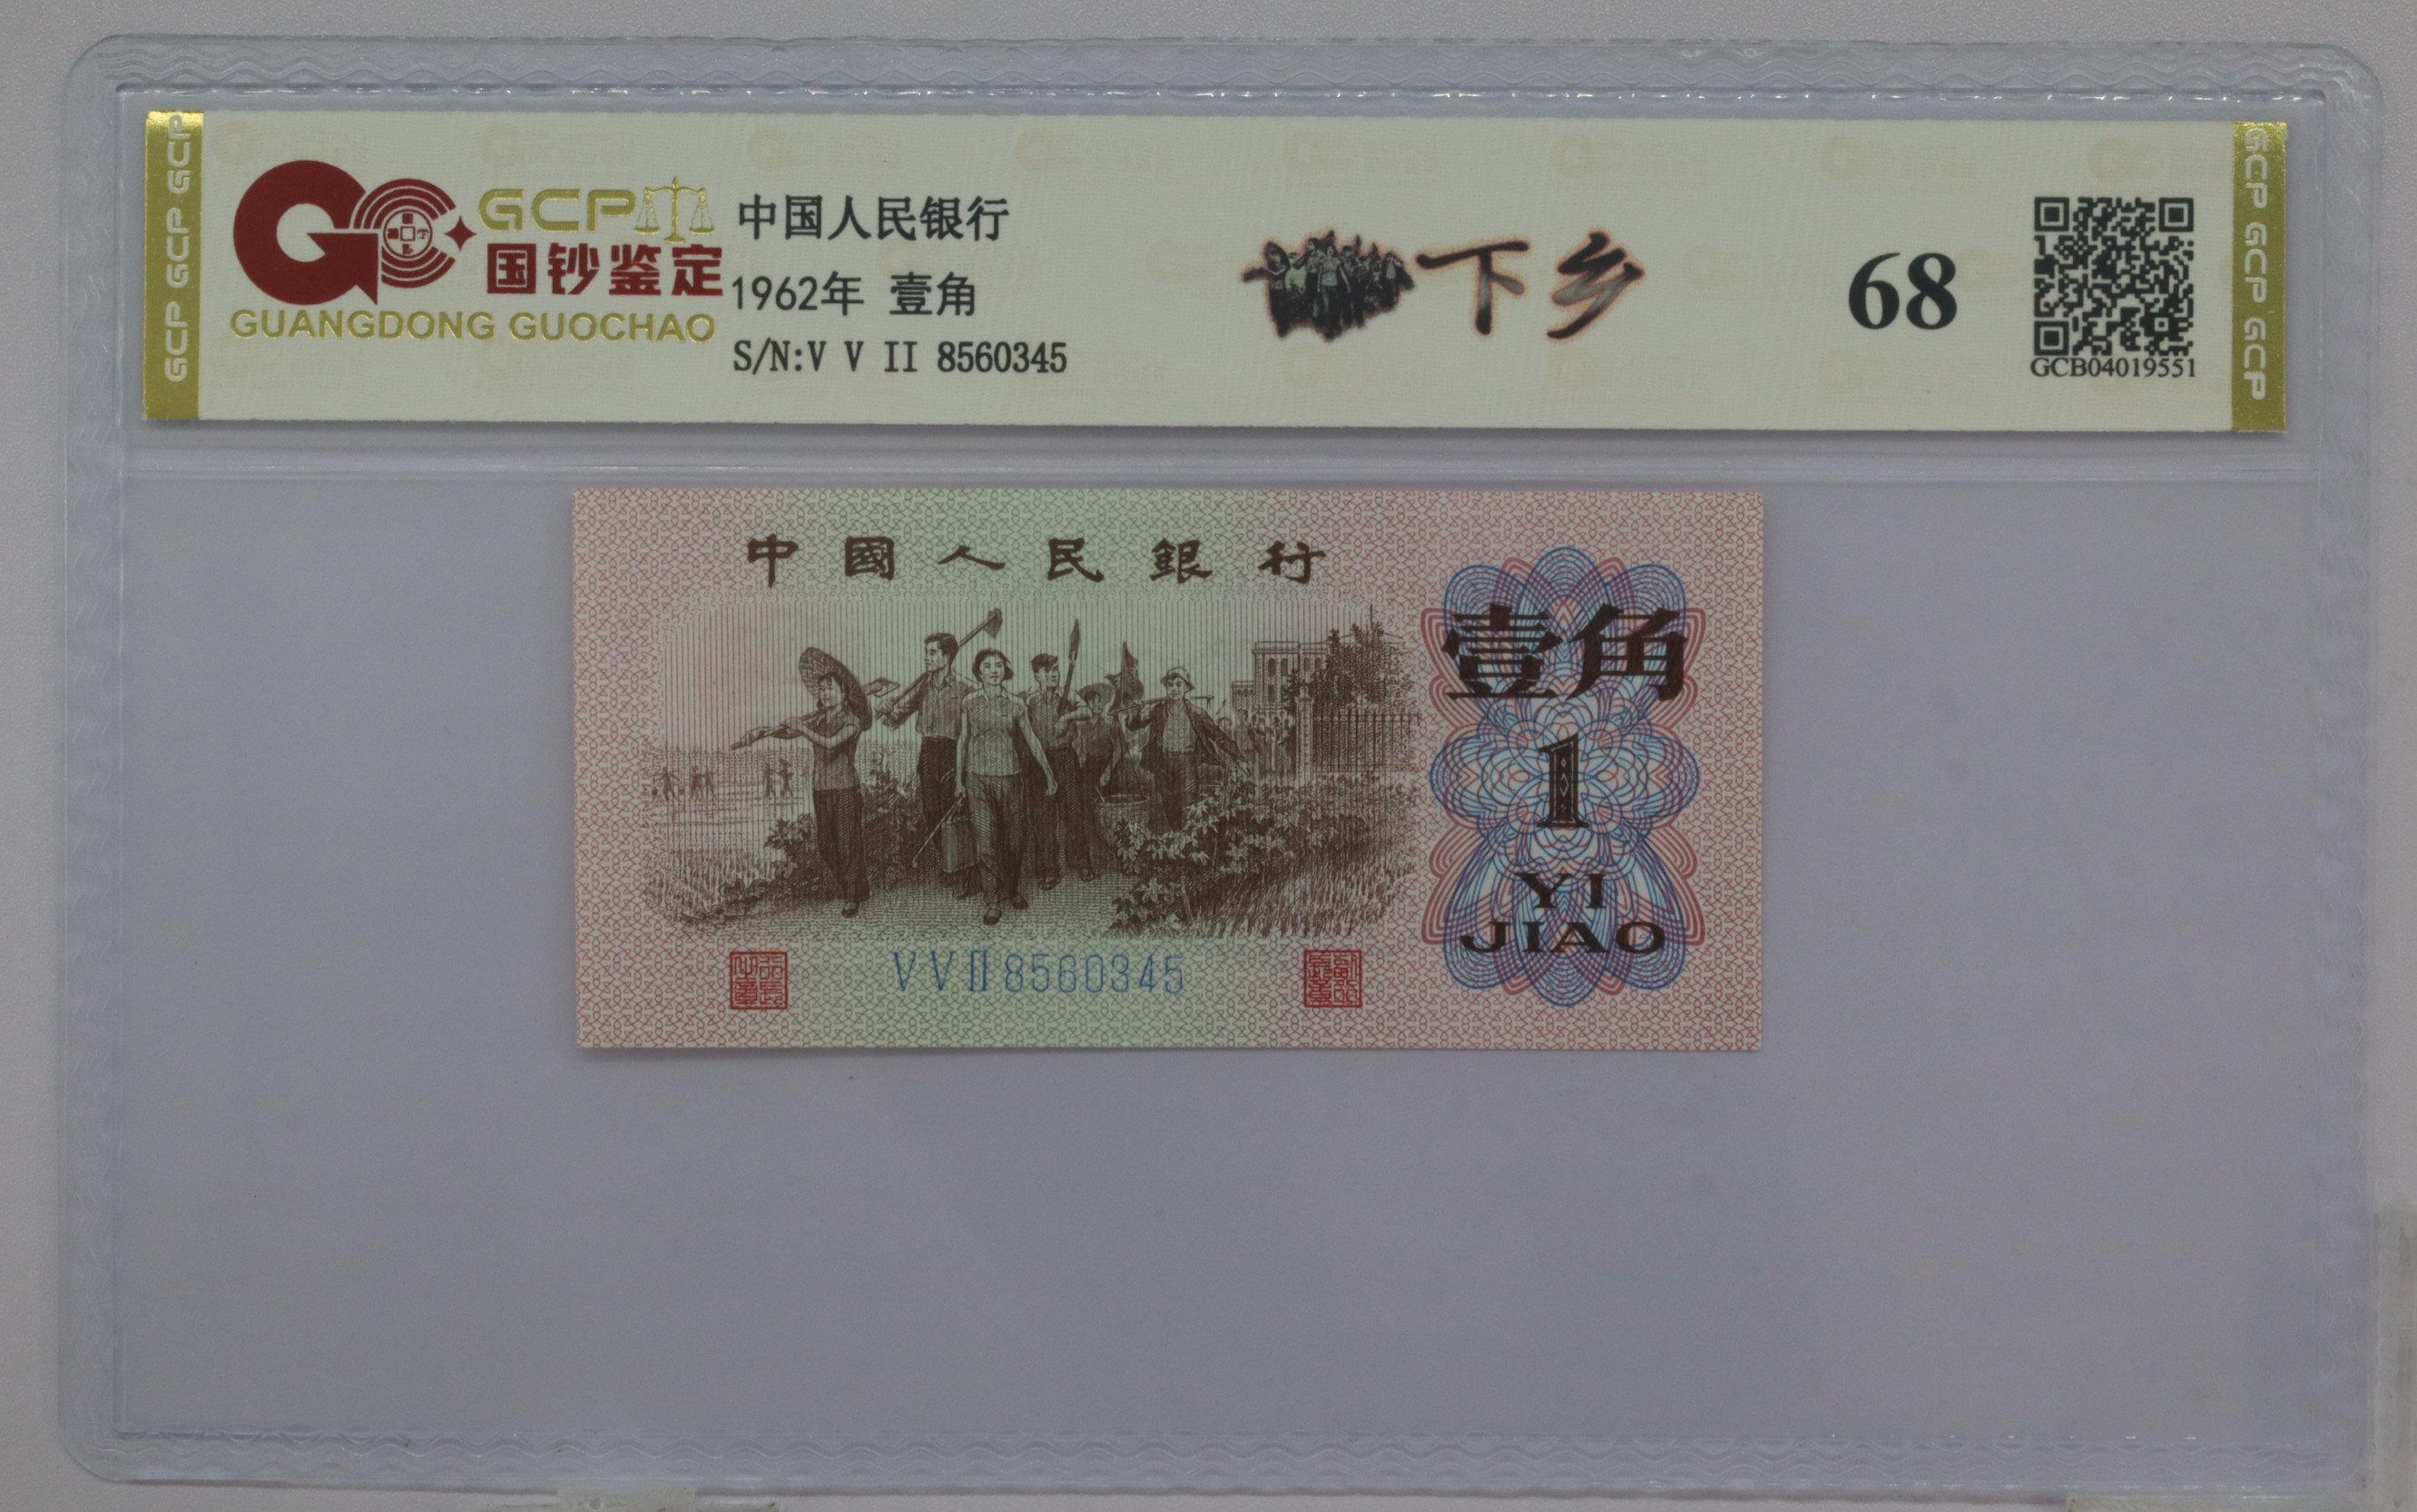 GCP GCP GCP
GCP
国钞鉴定
GUANGDONG GUOCHAO
中国人民银行
1962年 壹角
S/N:V V II 8560345
下乡
68
GCB04019551
GCP GCP GCP
中國人民銀行
壹角
1
YI
JIAO
V V II 8560345